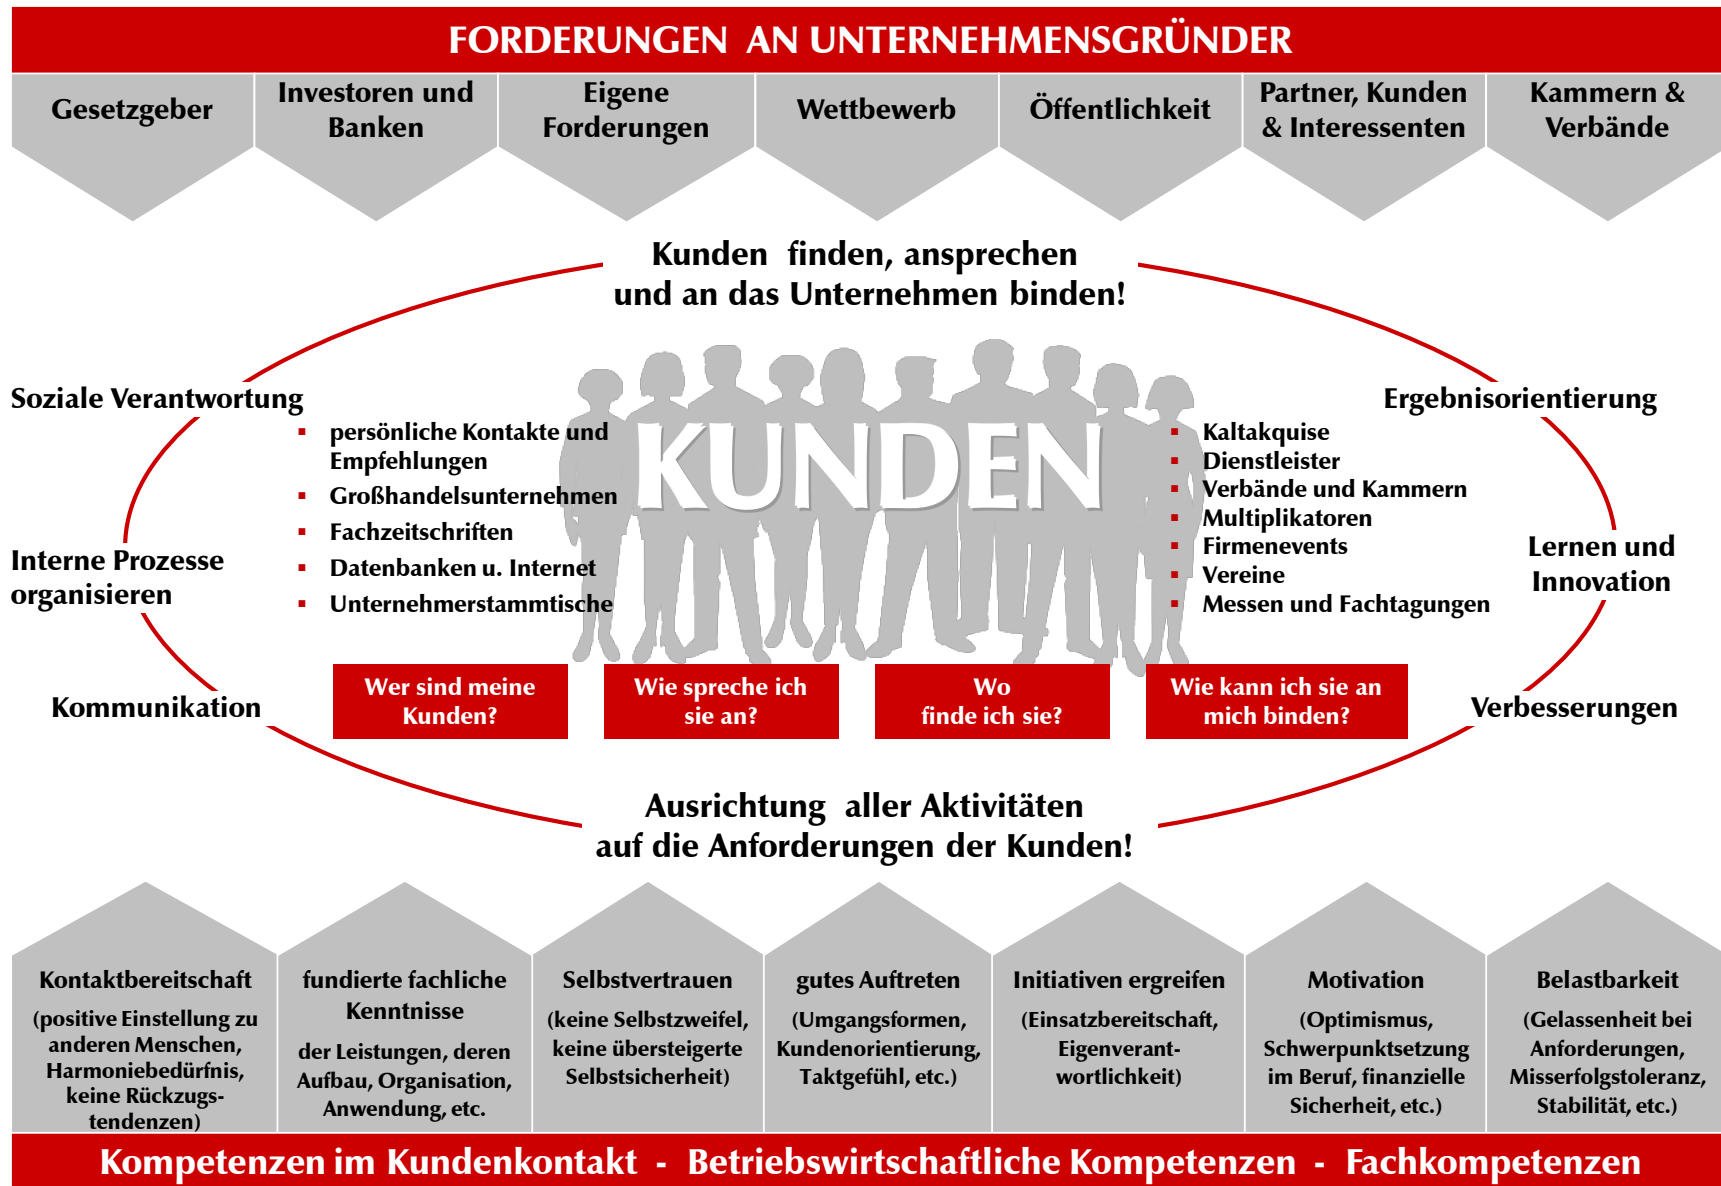 FORDERUNGEN AN UNTERNEHMENSGRÜNDER
Gesetzgeber
Investoren und
Banken
Eigene
Forderungen
Wettbewerb
Öffentlichkeit
Partner, Kunden
& Interessenten
Kammern &
Verbände
Kunden finden, ansprechen
und an das Unternehmen binden!
Soziale Verantwortung
Interne Prozesse
organisieren
Kommunikation
▪ persönliche Kontakte und
Empfehlungen
▪ Großhandelsunternehmen
▪ Fachzeitschriften
▪ Datenbanken u. Internet
▪ Unternehmerstammtische
KUNDEN
▪ Kaltakquise
▪ Dienstleister
▪ Verbände und Kammern
▪ Multiplikatoren
▪ Firmenevents
▪ Vereine
▪ Messen und Fachtagungen
Ergebnisorientierung
Lernen und
Innovation
Verbesserungen
Wer sind meine
Kunden?
Wie spreche ich
sie an?
Wo
finde ich sie?
Wie kann ich sie an
mich binden?
Ausrichtung aller Aktivitäten
auf die Anforderungen der Kunden!
Kontaktbereitschaft
(positive Einstellung zu
anderen Menschen,
Harmoniebedürfnis,
keine Rückzugs-
tendenzen)
fundierte fachliche
Kenntnisse
der Leistungen, deren
Aufbau, Organisation,
Anwendung, etc.
Selbstvertrauen
(keine Selbstzweifel,
keine übersteigerte
Selbstsicherheit)
gutes Auftreten
(Umgangsformen,
Kundenorientierung,
Taktgefühl, etc.)
Initiativen ergreifen
(Einsatzbereitschaft,
Eigenverant-
wortlichkeit)
Motivation
(Optimismus,
Schwerpunktsetzung
im Beruf, finanzielle
Sicherheit, etc.)
Belastbarkeit
(Gelassenheit bei
Anforderungen,
Misserfolgstoleranz,
Stabilität, etc.)
Kompetenzen im Kundenkontakt - Betriebswirtschaftliche Kompetenzen - Fachkompetenzen